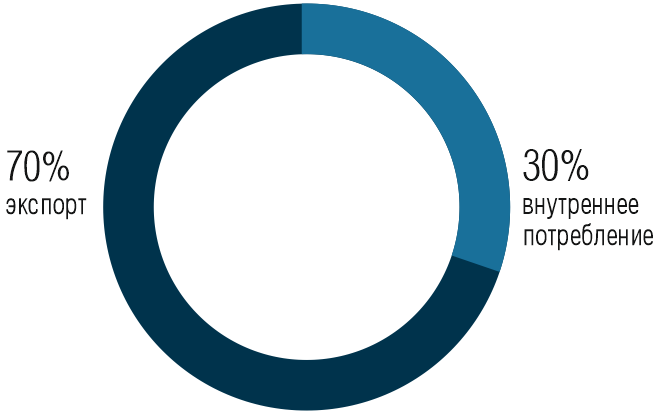 70%
экспорт
30%
внутреннее
потребление